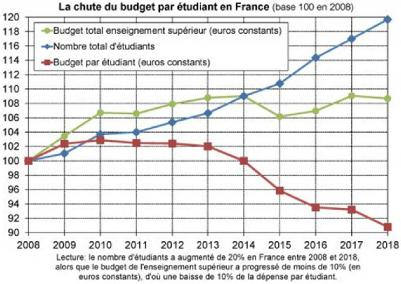 La chute du budget par étudiant en France (base 100 en 2008)
120
118
116
114
112
110
108
106
104
102
100
98
96
94
92
90
Budget total enseignement supérieur (euros constants)
Nombre total d'étudiants
Budget par étudiant (euros constants)
2008 2009 2010 2011 2012 2013 2014 2015 2016 2017 2018
Lecture: le nombre d'étudiants a augmenté de 20% en France entre 2008 et 2018,
alors que le budget de l'enseignement supérieur a progressé de moins de 10% (en
euros constants), d'où une baisse de 10% de la dépense par étudiant.